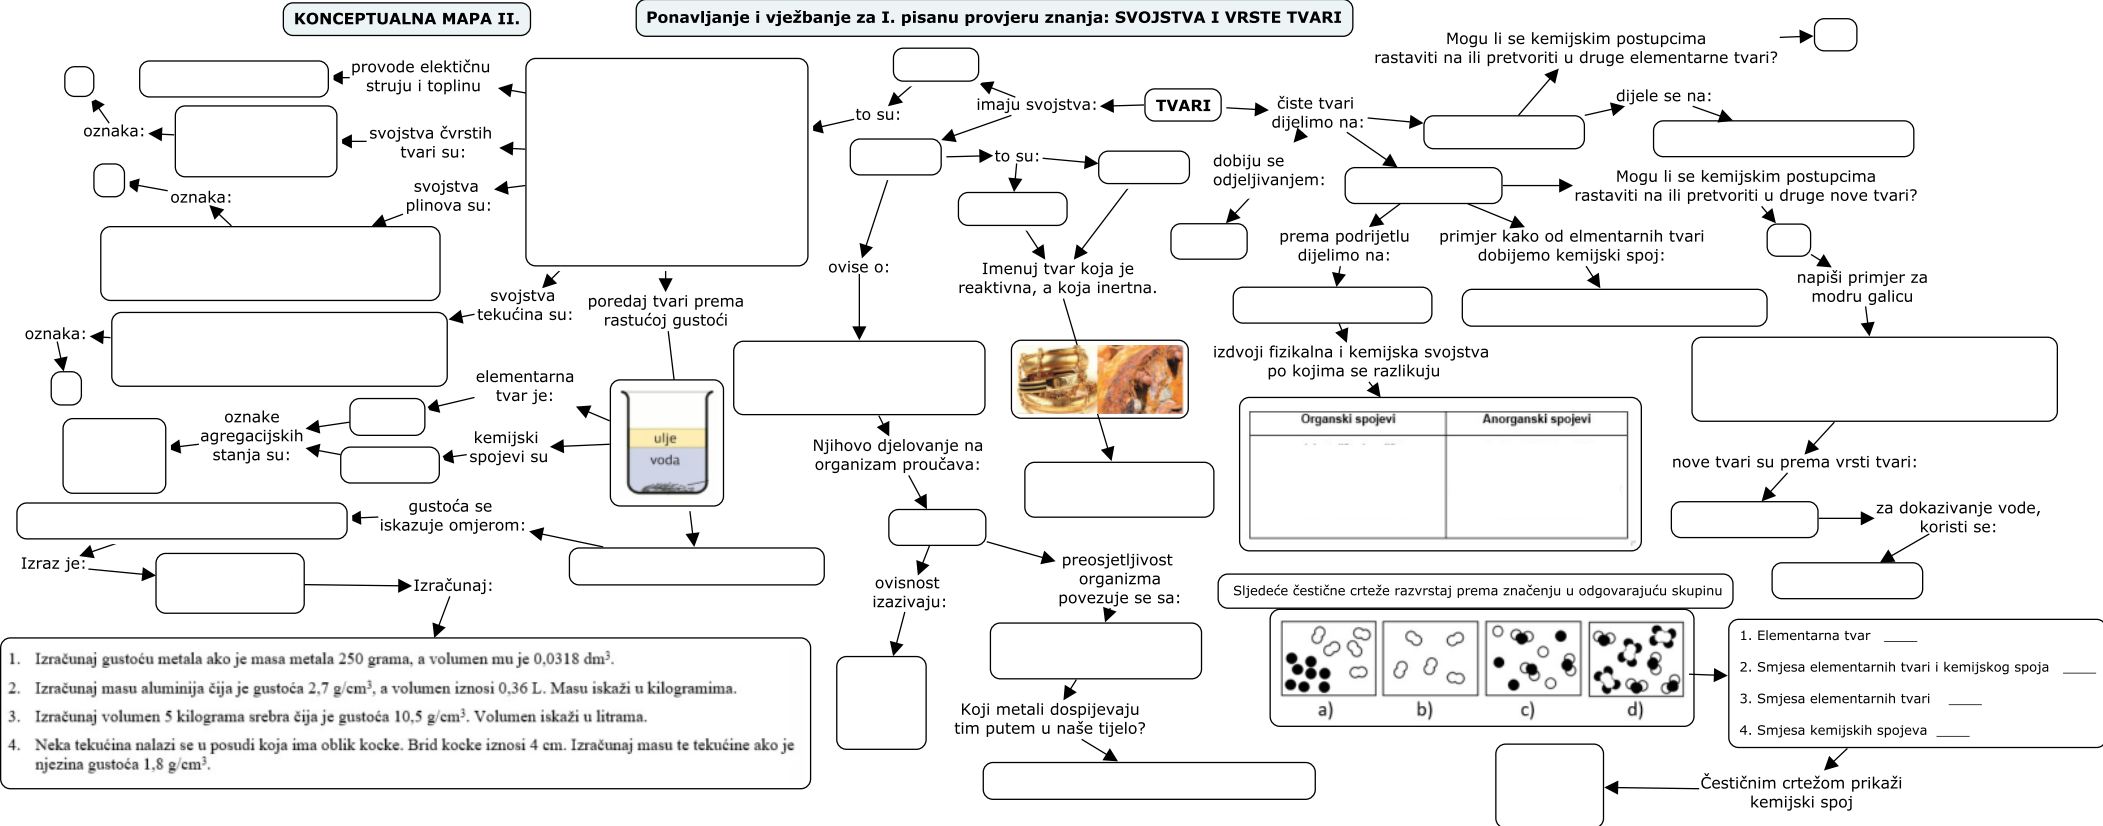 KONCEPTUALNA MAPA II.
Ponavljanje i vježbanje za I. pisanu provjeru znanja: SVOJSTVA I VRSTE TVARI
provode elektičnu
struju i toplinu
oznaka:
svojstva čvrstih
tvari su:
oznaka:
svojstva
plinova su:
svojstva
tekućina su:
oznaka:
poredaj tvari prema
rastućoj gustoći
elementarna
tvar je:
oznake
agregacijskih
stanja su:
kemijski
spojevi su
ulje
voda
gustoća se
iskazuje omjerom:
Izraz je:
Izračunaj:
1. Izračunaj gustoću metala ako je masa metala 250 grama, a volumen mu je 0,0318 dm³.
2. Izračunaj masu aluminija čija je gustoća 2,7 g/cm³, a volumen iznosi 0,36 L. Masu iskaži u kilogramima.
3. Izračunaj volumen 5 kilograma srebra čija je gustoća 10,5 g/cm³. Volumen iskaži u litrama.
4. Neka tekućina nalazi se u posudi koja ima oblik kocke. Brid kocke iznosi 4 cm. Izračunaj masu te tekućine ako je
njezina gustoća 1,8 g/cm³.
to su:
imaju svojstva:
TVARI
to su:
ovise o:
Imenuj tvar koja je
reaktivna, a koja inertna.
Njihovo djelovanje na
organizam proučava:
ovisnost
izazivaju:
preosjetljivost
organizma
povezuje se sa:
Koji metali dospijevaju
tim putem u naše tijelo?
čiste tvari
dijelimo na:
dobiju se
odjeljivanjem:
Mogu li se kemijskim postupcima
rastaviti na ili pretvoriti u druge elementarne tvari?
dijele se na:
Mogu li se kemijskim postupcima
rastaviti na ili pretvoriti u druge nove tvari?
prema podrijetlu
dijelimo na:
primjer kako od elmentarnih tvari
dobijemo kemijski spoj:
napiši primjer za
modru galicu
izdvoji fizikalna i kemijska svojstva
po kojima se razlikuju
Organski spojevi
Anorganski spojevi
nove tvari su prema vrsti tvari:
za dokazivanje vode,
koristi se:
Sljedeće čestične crteže razvrstaj prema značenju u odgovarajuću skupinu
a)
b)
c)
d)
1. Elementarna tvar ____
2. Smjesa elementarnih tvari i kemijskog spoja ____
3. Smjesa elementarnih tvari ____
4. Smjesa kemijskih spojeva ____
Čestičnim crtežom prikaži
kemijski spoj